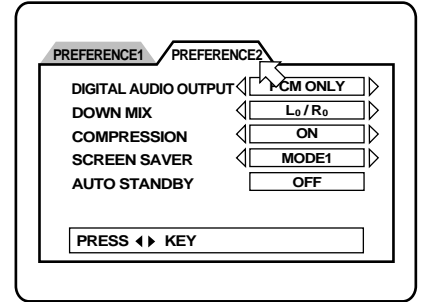 PREFERENCE1 PREFERENCE2
DIGITAL AUDIO OUTPUT PCM ONLY
DOWN MIX L₀ / R₀
COMPRESSION ON
SCREEN SAVER MODE1
AUTO STANDBY OFF
PRESS KEY